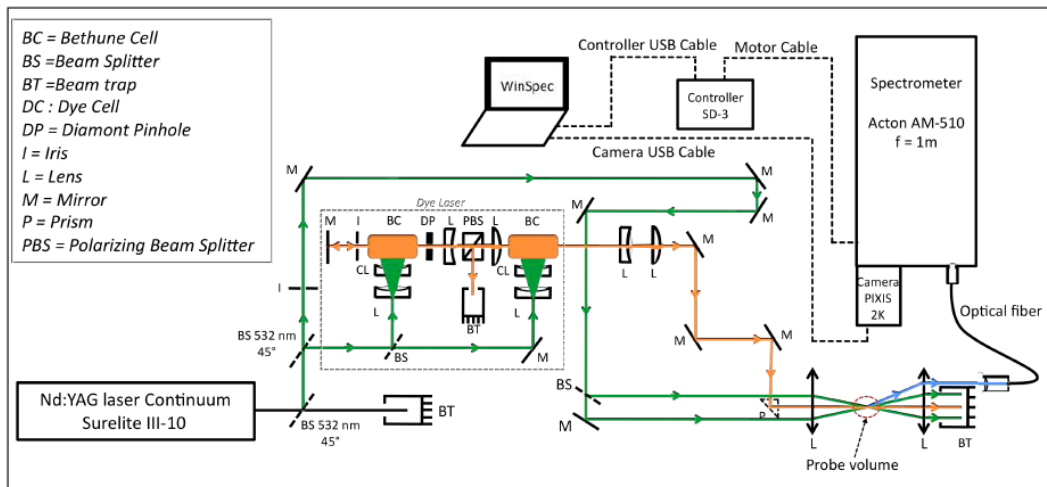 BC = Bethune Cell
BS = Beam Splitter
BT =Beam trap
DC : Dye Cell
DP = Diamont Pinhole
I = Iris
L = Lens
M = Mirror
P = Prism
PBS = Polarizing Beam Splitter
Controller USB Cable
Motor Cable
WinSpec
Controller
SD-3
Camera USB Cable
Spectrometer
Acton AM-510
f = 1m
Camera
PIXIS
2K
Optical fiber
M
M
M
M
Dye Laser
M
I
BC
DP
L
PBS
L
BC
M
CL
CL
L
L
L
BT
L
I
BS 532 nm
45°
BS
M
M
M
BS
M
P
Nd:YAG laser Continuum
Surelite III-10
BT
BS 532 nm
45°
L
L
BT
Probe volume